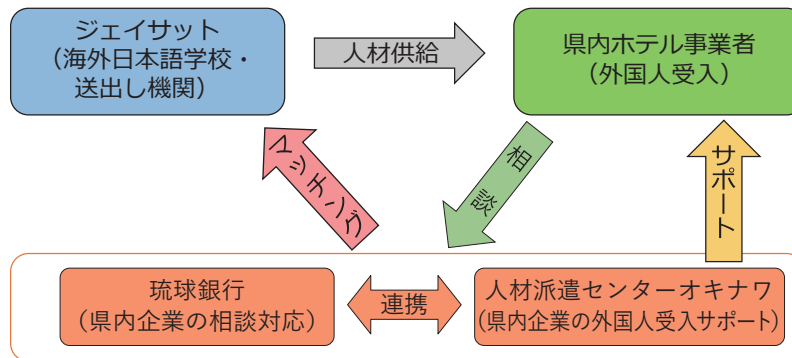 ジェイサット
(海外日本語学校・
送出し機関)
人材供給
県内ホテル事業者
(外国人受入)
マッチング
相談
サポート
琉球銀行
(県内企業の相談対応)
連携
人材派遣センターオキナワ
(県内企業の外国人受入サポート)